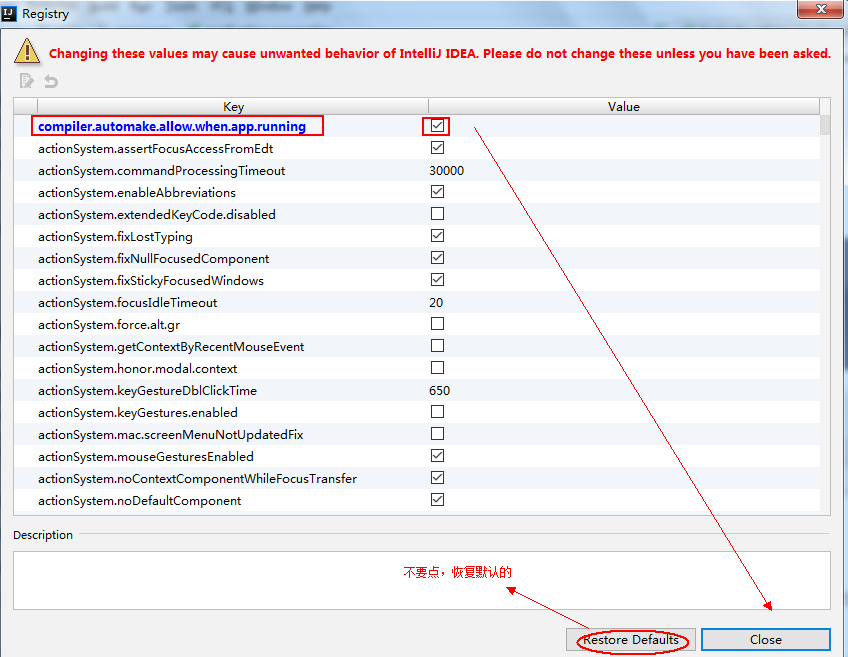 Registry
Changing these values may cause unwanted behavior of IntelliJ IDEA. Please do not change these unless you have been asked.
Key Value
compiler.automake.allow.when.app.running
actionSystem.assertFocusAccessFromEdt
actionSystem.commandProcessingTimeout 30000
actionSystem.enableAbbreviations
actionSystem.extendedKeyCode.disabled
actionSystem.fixLostTyping
actionSystem.fixNullFocusedComponent
actionSystem.fixStickyFocusedWindows
actionSystem.focusIdleTimeout 20
actionSystem.force.alt.gr
actionSystem.getContextByRecentMouseEvent
actionSystem.honor.modal.context
actionSystem.keyGestureDblClickTime 650
actionSystem.keyGestures.enabled
actionSystem.mac.screenMenuNotUpdatedFix
actionSystem.mouseGesturesEnabled
actionSystem.noContextComponentWhileFocusTransfer
actionSystem.noDefaultComponent
Description
不要点，恢复默认的
Restore Defaults Close